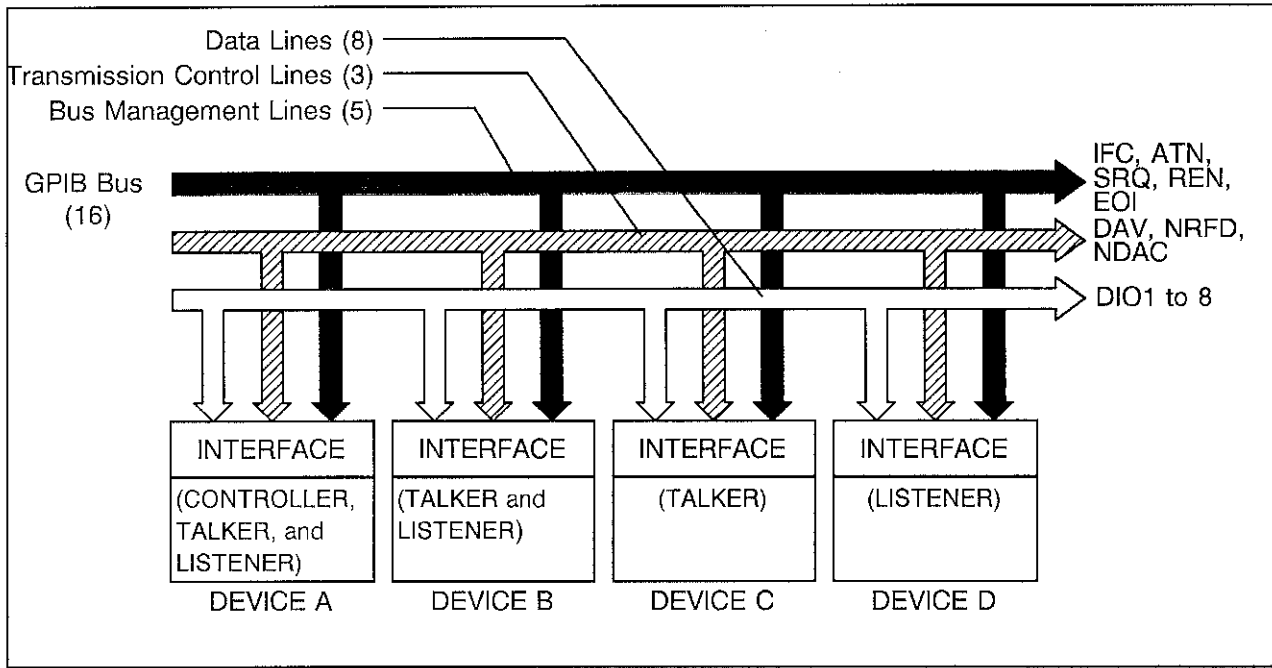 Data Lines (8)
Transmission Control Lines (3)
Bus Management Lines (5)
GPIB Bus
(16)
IFC, ATN,
SRQ, REN,
EOI
DAV, NRFD,
NDAC
DIO1 to 8
INTERFACE
(CONTROLLER,
TALKER, and
LISTENER)
DEVICE A
INTERFACE
(TALKER and
LISTENER)
DEVICE B
INTERFACE
(TALKER)
DEVICE C
INTERFACE
(LISTENER)
DEVICE D